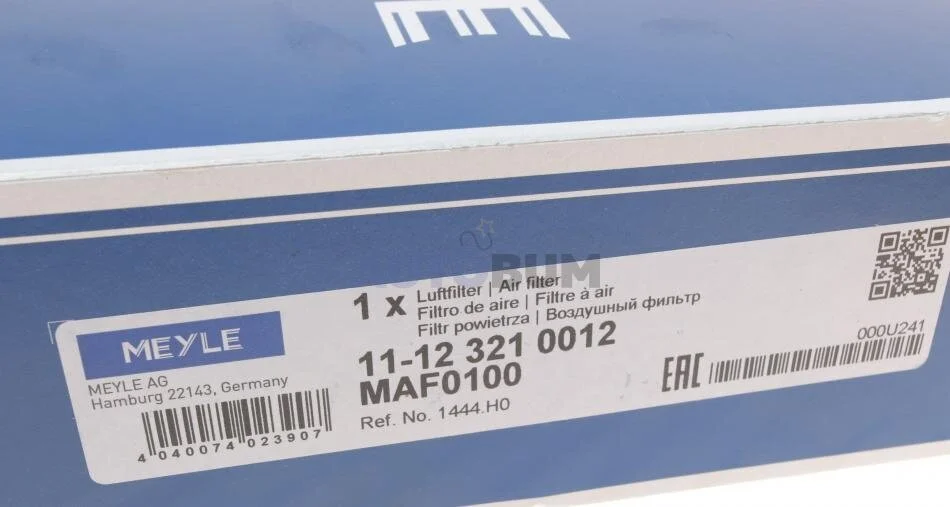 AUTOBUM
MEYLE
MEYLE AG
Hamburg 22143, Germany
4 040074 023907
1 x
Luftfilter | Air filter
Filtro de aire | Filtre à air
Filtr powietrza | Воздушный фильтр
11-12 321 0012
MAF0100
Ref. No. 1444.H0
EAC
000U241